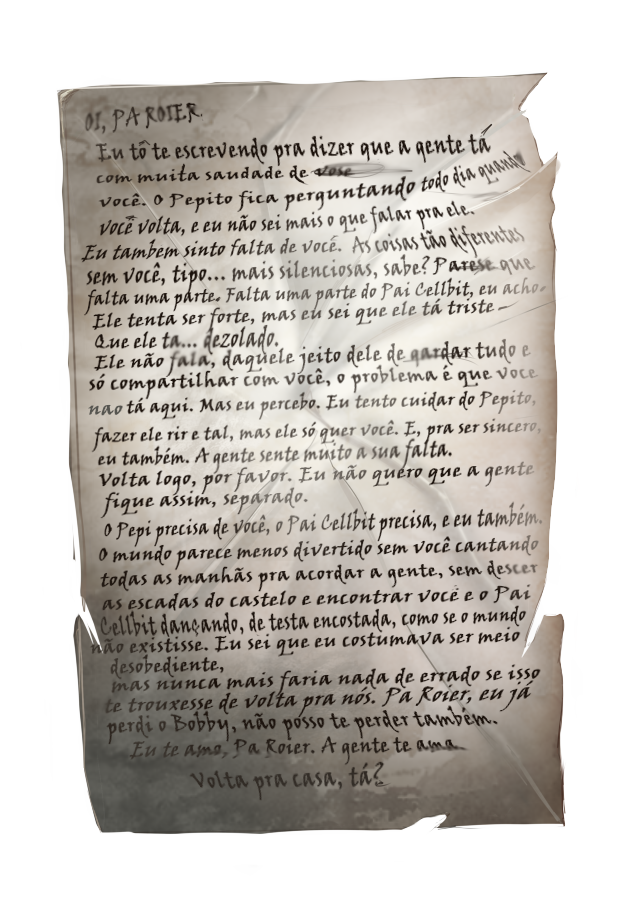 OI, PA ROIER
Eu tô te escrevendo pra dizer que a gente tá
com muita saudade de vose
você. O Pepito fica perguntando todo dia quando
você volta, e eu não sei mais o que falar pra ele.
Eu tambem sinto falta de você. As coisas tão diferentes
sem você, tipo... mais silenciosas, sabe? Parese que
falta uma parte. Falta uma parte do Pai Cellbit, eu acho.
Ele tenta ser forte, mas eu sei que ele tá triste —
Que ele ta... dezolado.
Ele não fala, daquele jeito dele de gardar tudo e
só compartilhar com você, o problema é que voce
nao tá aqui. Mas eu percebo. Eu tento cuidar do Pepito,
fazer ele rir e tal, mas ele só quer você. E, pra ser sincero,
eu também. A gente sente muito a sua falta.
Volta logo, por favor. Eu não quero que a gente
fique assim, separado.
O Pepi precisa de você, o Pai Cellbit precisa, e eu também.
O mundo parece menos divertido sem você cantando
todas as manhãs pra acordar a gente, sem descer
as escadas do castelo e encontrar você e o Pai
Cellbit dançando, de testa encostada, como se o mundo
não existisse. Eu sei que eu costumava ser meio
desobediente,
mas nunca mais faria nada de errado se isso
te trouxesse de volta pra nós. Pa Roier, eu já
perdi o Bobby, não posso te perder também.
Eu te amo, Pa Roier. A gente te ama.
Volta pra casa, tá?